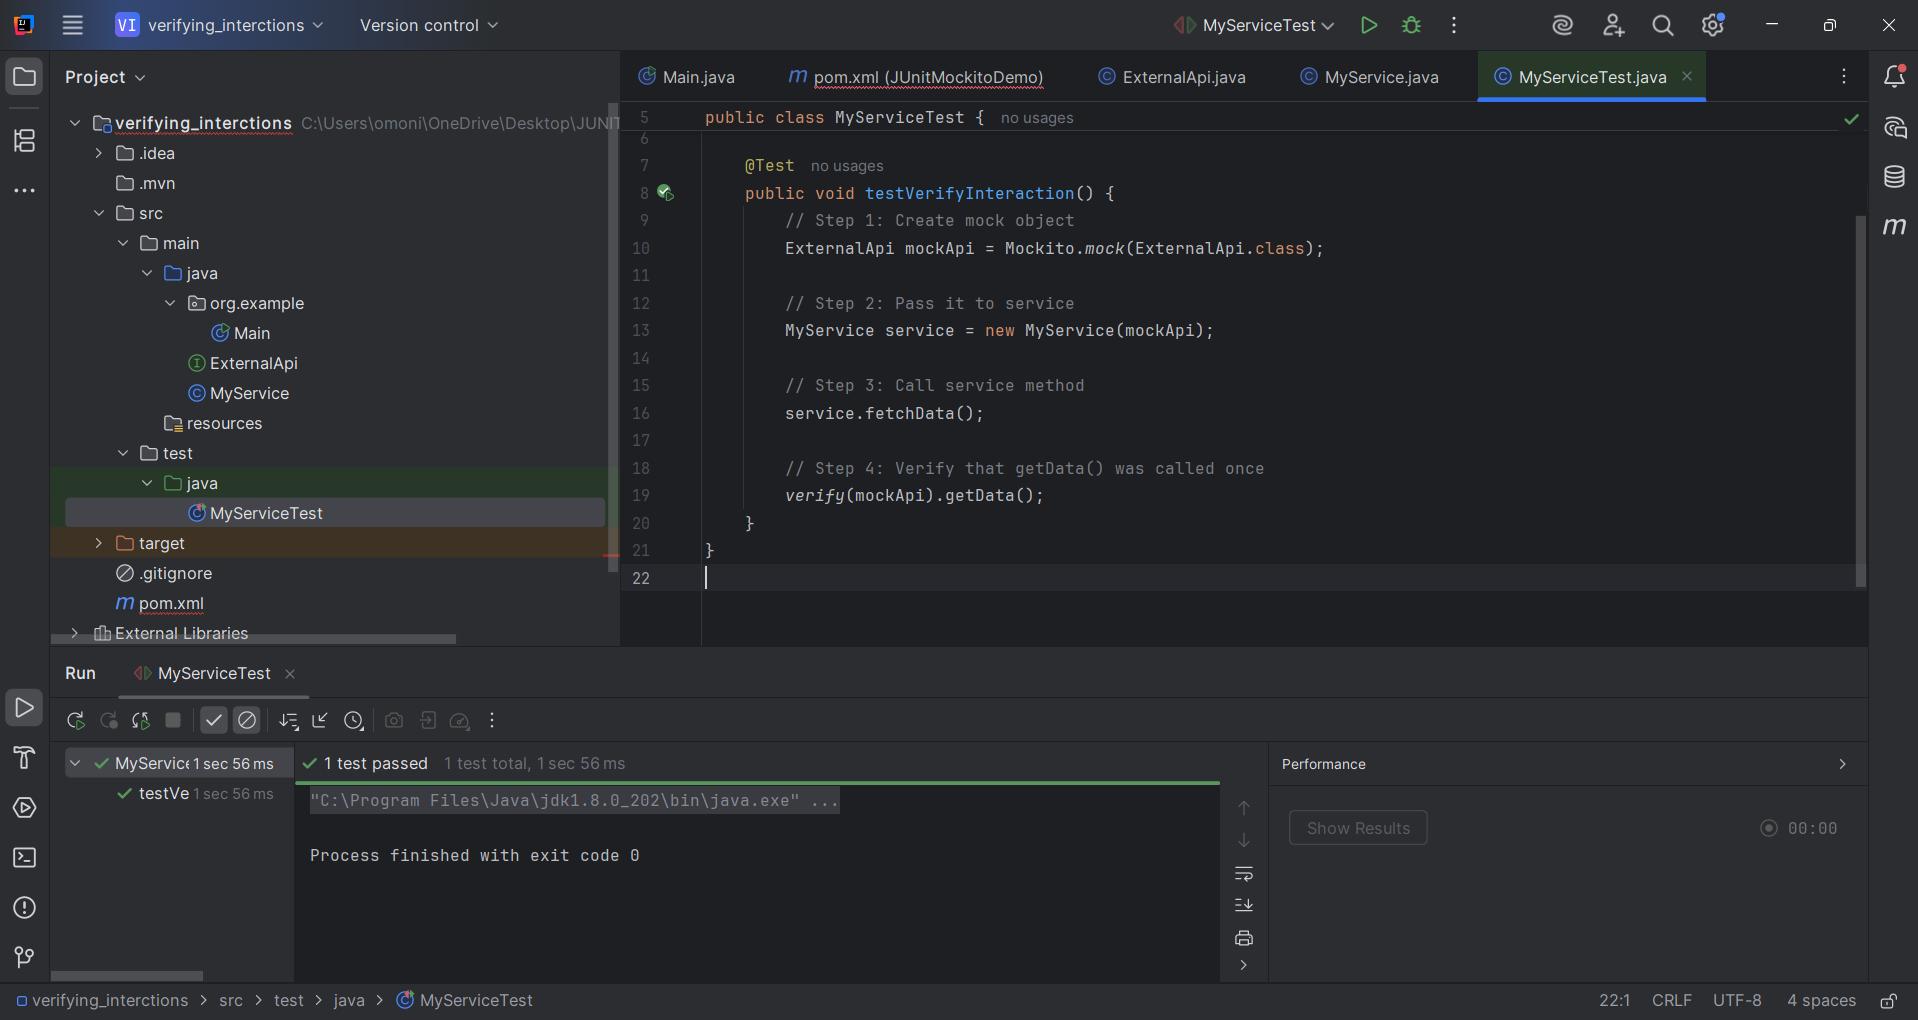 VI verifying_interctions Version control MyServiceTest
Project
Main.java pom.xml (JUnitMockitoDemo) ExternalApi.java MyService.java MyServiceTest.java
verifying_interctions C:\Users\omoni\OneDrive\Desktop\JUNIT
.idea
.mvn
src
main
java
org.example
Main
ExternalApi
MyService
resources
test
java
MyServiceTest
target
.gitignore
pom.xml
External Libraries
5 public class MyServiceTest { no usages
6
7 @Test no usages
8 public void testVerifyInteraction() {
9 // Step 1: Create mock object
10 ExternalApi mockApi = Mockito.mock(ExternalApi.class);
11
12 // Step 2: Pass it to service
13 MyService service = new MyService(mockApi);
14
15 // Step 3: Call service method
16 service.fetchData();
17
18 // Step 4: Verify that getData() was called once
19 verify(mockApi).getData();
20 }
21 }
22
Run MyServiceTest
MyService 1 sec 56 ms
testVe 1 sec 56 ms
1 test passed 1 test total, 1 sec 56 ms
"C:\Program Files\Java\jdk1.8.0_202\bin\java.exe" ...
Process finished with exit code 0
Performance
Show Results 00:00
verifying_interctions > src > test > java > MyServiceTest
22:1 CRLF UTF-8 4 spaces